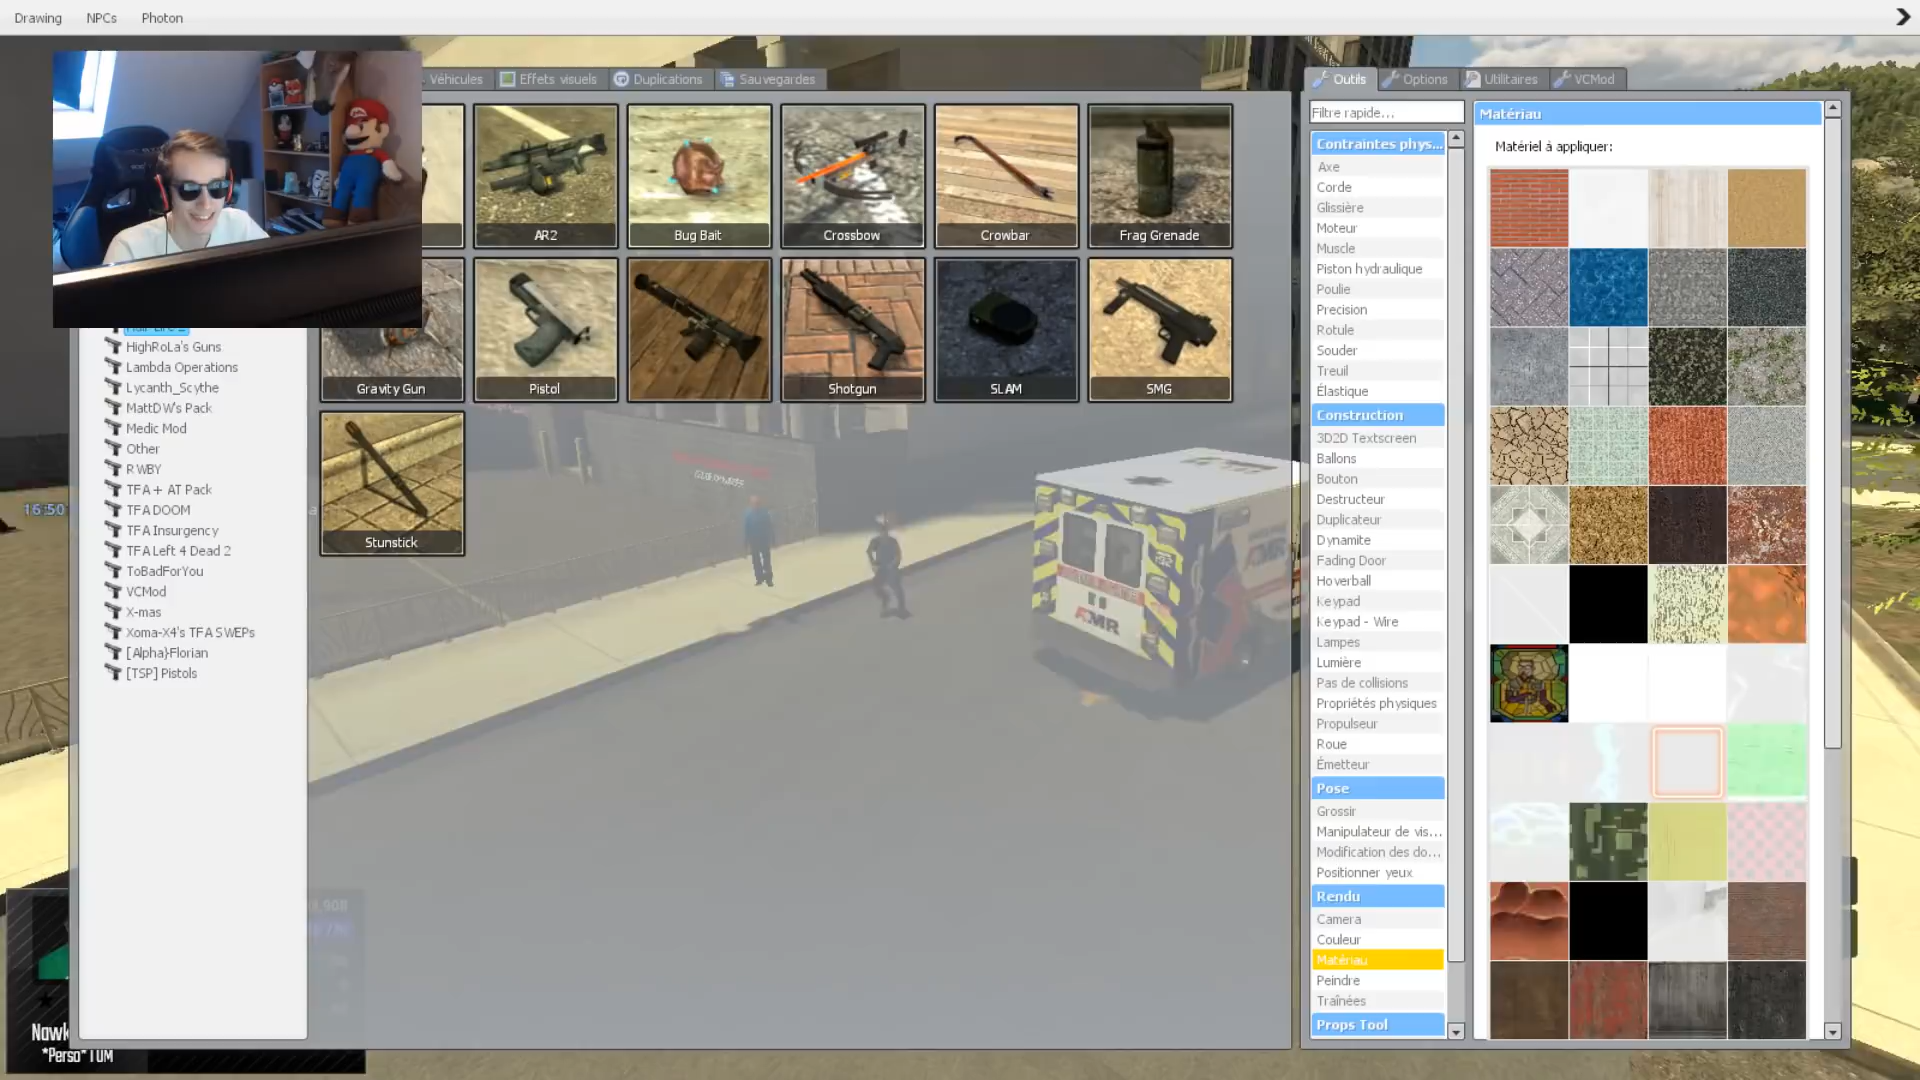 Drawing NPCs Photon
Véhicules Effets visuels Duplications Sauvegardes
AR2 Bug Bait Crossbow Crowbar Frag Grenade
Gravity Gun Pistol Shotgun SLAM SMG
Stunstick
HighRoLa's Guns
Lambda Operations
Lycanth_Scythe
MattDW's Pack
Medic Mod
Other
RWBY
TFA + AT Pack
TFA DOOM
TFA Insurgency
TFA Left 4 Dead 2
ToBadForYou
VCMod
X-mas
Xoma-X4's TFA SWEPs
[Alpha}Florian
[TSP] Pistols
16:50
AMR
Nawk
*Perso* TUM
Outils Options Utilitaires VCMod
Filtre rapide...
Contraintes phys...
Axe
Corde
Glissière
Moteur
Muscle
Piston hydraulique
Poulie
Precision
Rotule
Souder
Treuil
Élastique
Construction
3D2D Textscreen
Ballons
Bouton
Destructeur
Duplicateur
Dynamite
Fading Door
Hoverball
Keypad
Keypad - Wire
Lampes
Lumière
Pas de collisions
Propriétés physiques
Propulseur
Roue
Émetteur
Pose
Grossir
Manipulateur de vis...
Modification des do...
Positionner yeux
Rendu
Camera
Couleur
Matériau
Peindre
Traînées
Props Tool
Matériau
Matériel à appliquer: